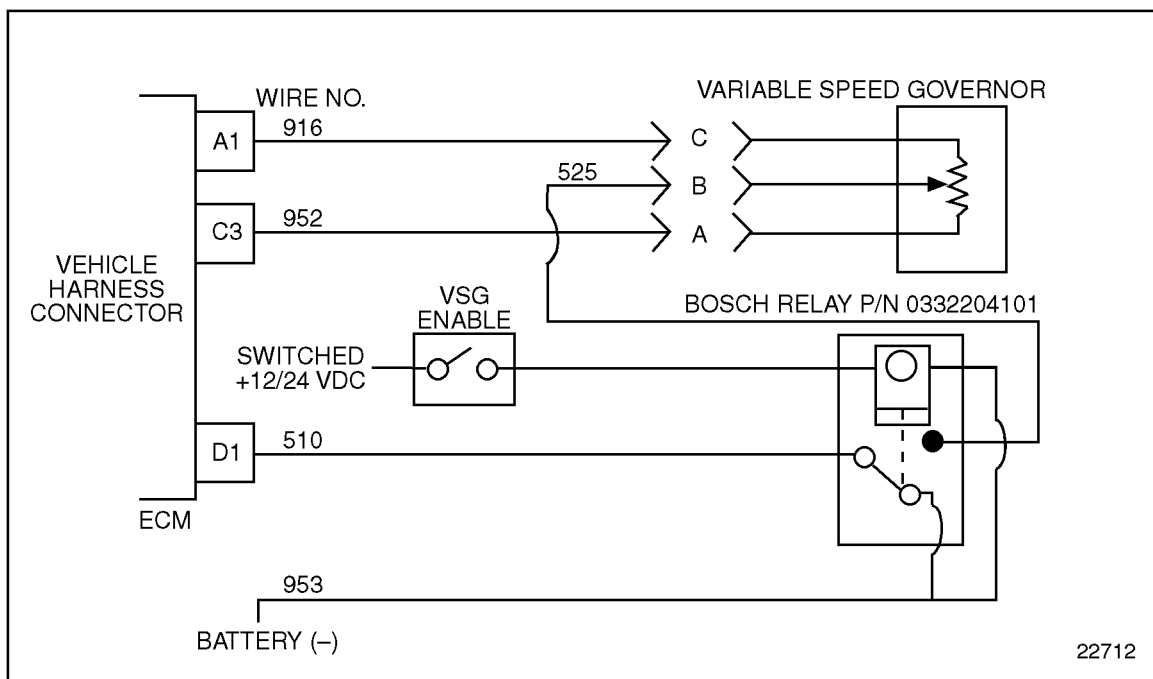 WIRE NO.
VARIABLE SPEED GOVERNOR
A1
916
C
525
B
C3
952
A
VEHICLE
HARNESS
CONNECTOR
VSG
ENABLE
BOSCH RELAY P/N 0332204101
SWITCHED
+12/24 VDC
D1
510
ECM
953
BATTERY (–)
22712